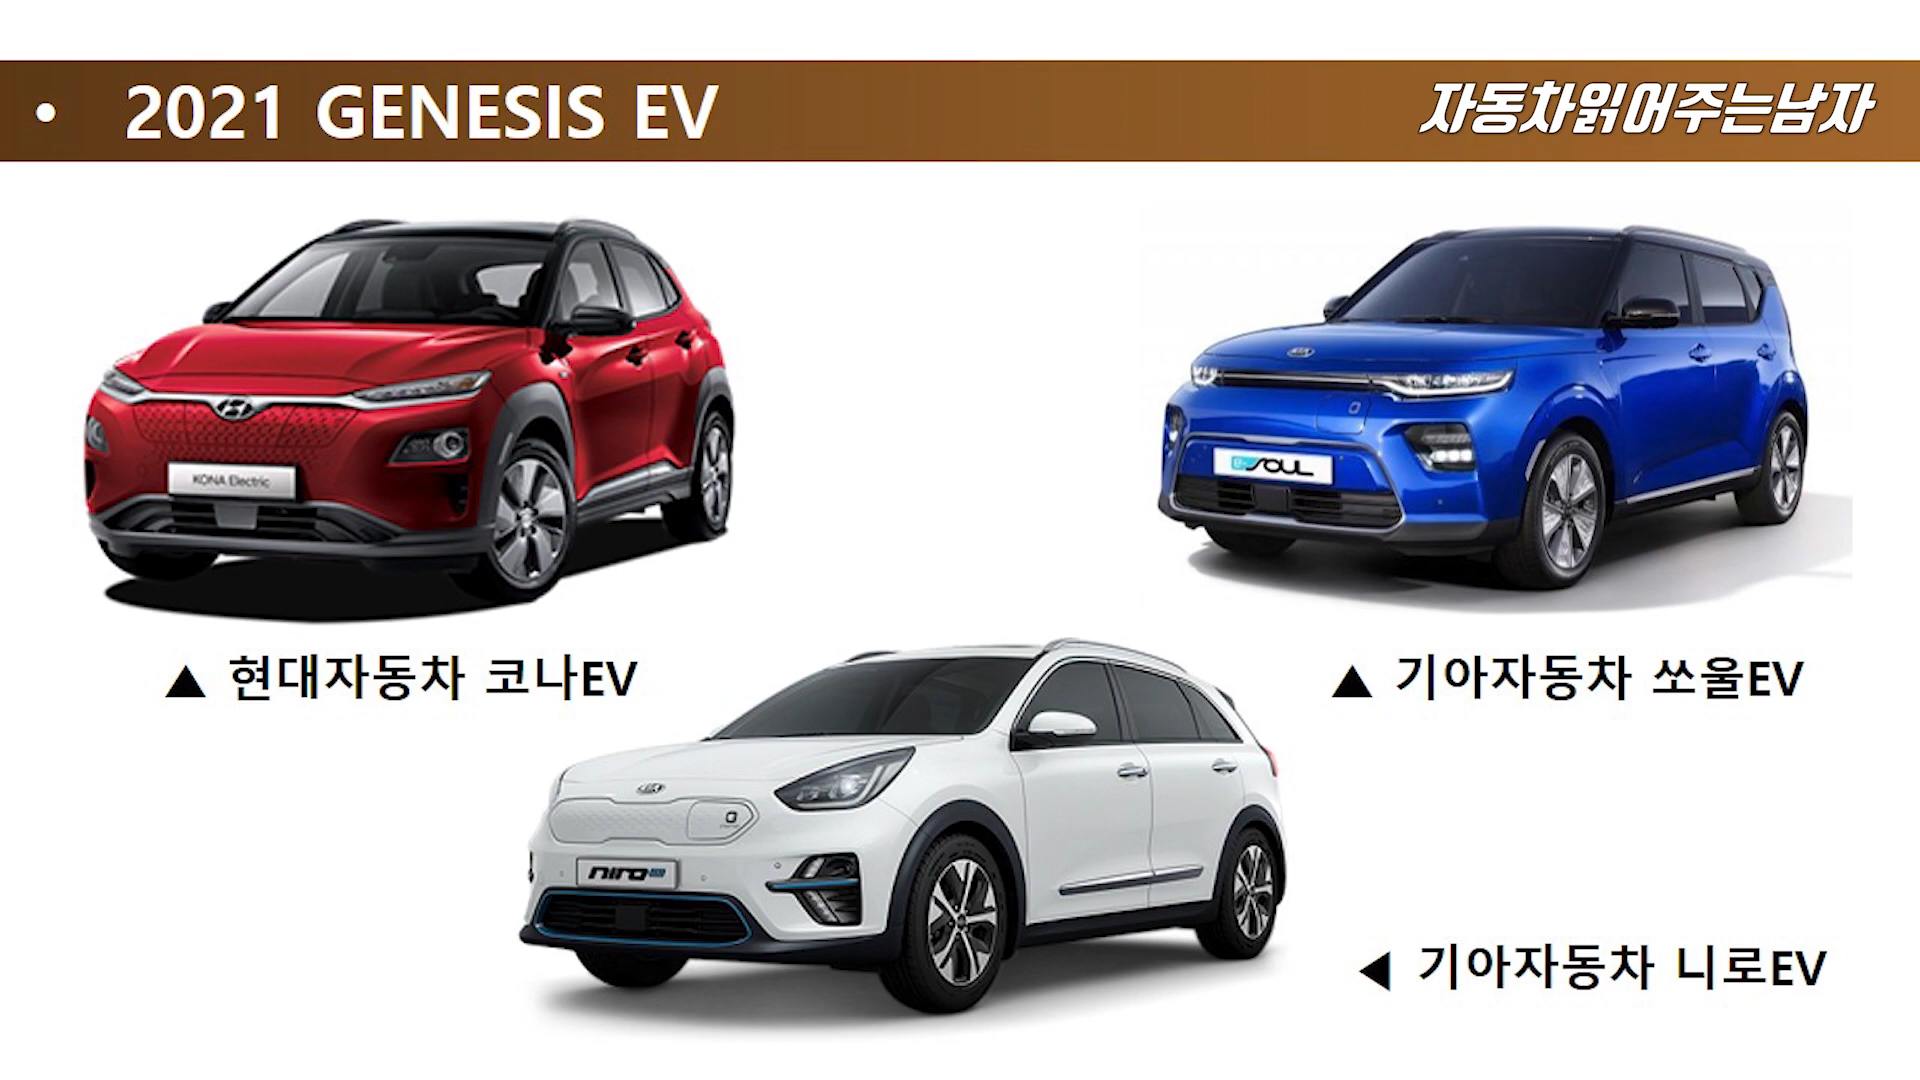 • 2021 GENESIS EV
자동차읽어주는남자
KONA Electric
e-SOUL
▲ 현대자동차 코나EV
▲ 기아자동차 쏘울EV
niro
◀ 기아자동차 니로EV